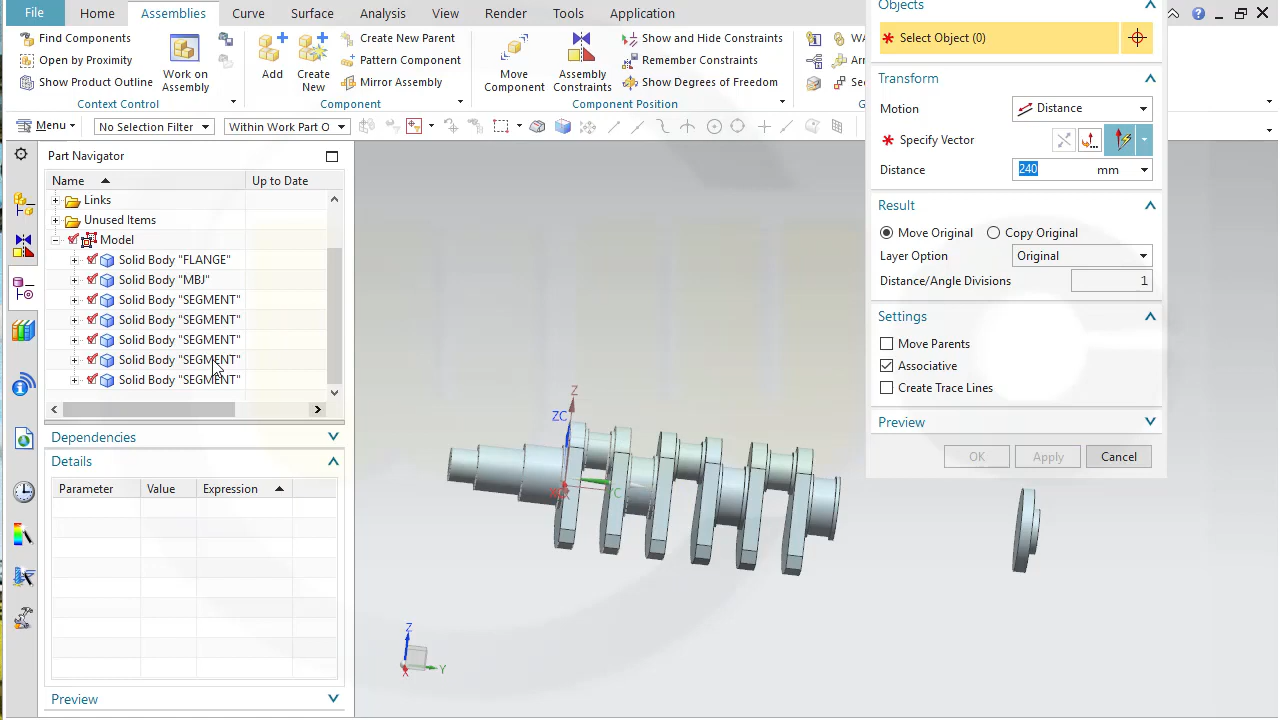 File Home Assemblies Curve Surface Analysis View Render Tools Application
Find Components
Open by Proximity
Show Product Outline
Work on
Assembly
Context Control
Add
Create
New
Create New Parent
Pattern Component
Mirror Assembly
Component
Move
Component
Assembly
Constraints
Show and Hide Constraints
Remember Constraints
Show Degrees of Freedom
Component Position
Menu
No Selection Filter
Within Work Part O
Part Navigator
Name Up to Date
Links
Unused Items
Model
Solid Body "FLANGE"
Solid Body "MBJ"
Solid Body "SEGMENT"
Solid Body "SEGMENT"
Solid Body "SEGMENT"
Solid Body "SEGMENT"
Solid Body "SEGMENT"
Dependencies
Details
Parameter Value Expression
Preview
Objects
Select Object (0)
Transform
Motion Distance
Specify Vector
Distance 240 mm
Result
Move Original Copy Original
Layer Option Original
Distance/Angle Divisions 1
Settings
Move Parents
Associative
Create Trace Lines
Preview
OK Apply Cancel
Z
ZC
Z
Y
X